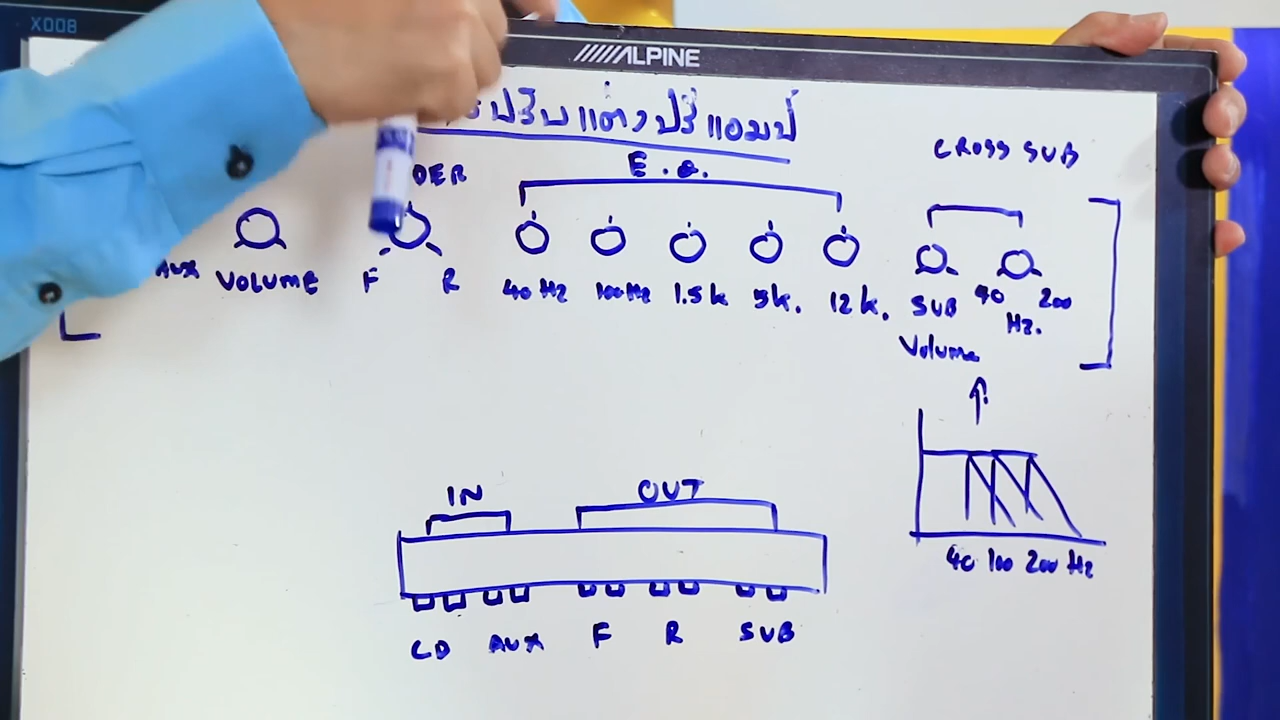 X008
ALPINE
ปรีบแต่งปรีแอมป์
DER
E.Q.
CROSS SUB
AUX VOLUME
F R
40 Hz 100 Hz 1.5 k 5k. 12 k.
SUB Volume
40 200 Hz.
IN OUT
CD AUX F R SUB
40 100 200 Hz